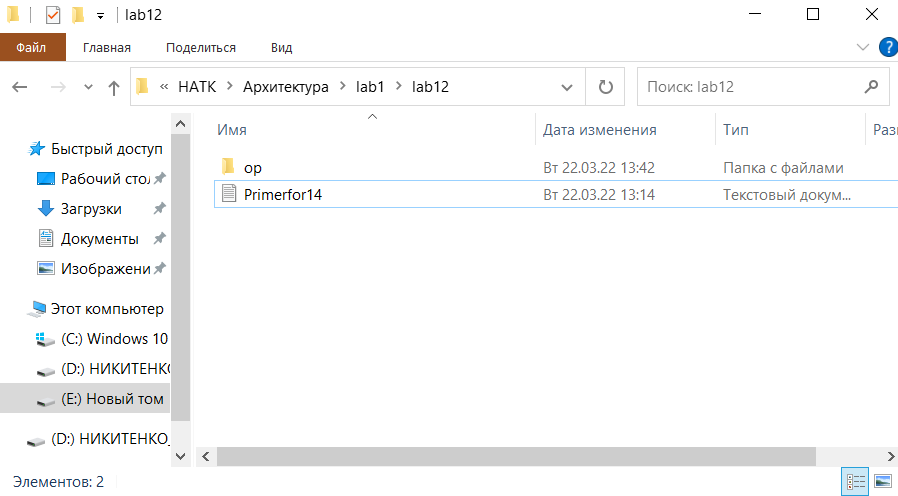 lab12
Файл Главная Поделиться Вид ?
« НАТК > Архитектура > lab1 > lab12
Поиск: lab12
Имя Дата изменения Тип Разм
Быстрый доступ
Рабочий стол
Загрузки
Документы
Изображени
Этот компьютер
(C:) Windows 10
(D:) НИКИТЕНКО
(E:) Новый том
(D:) НИКИТЕНКО_
op Вт 22.03.22 13:42 Папка с файлами
Primerfor14 Вт 22.03.22 13:14 Текстовый докум...
Элементов: 2